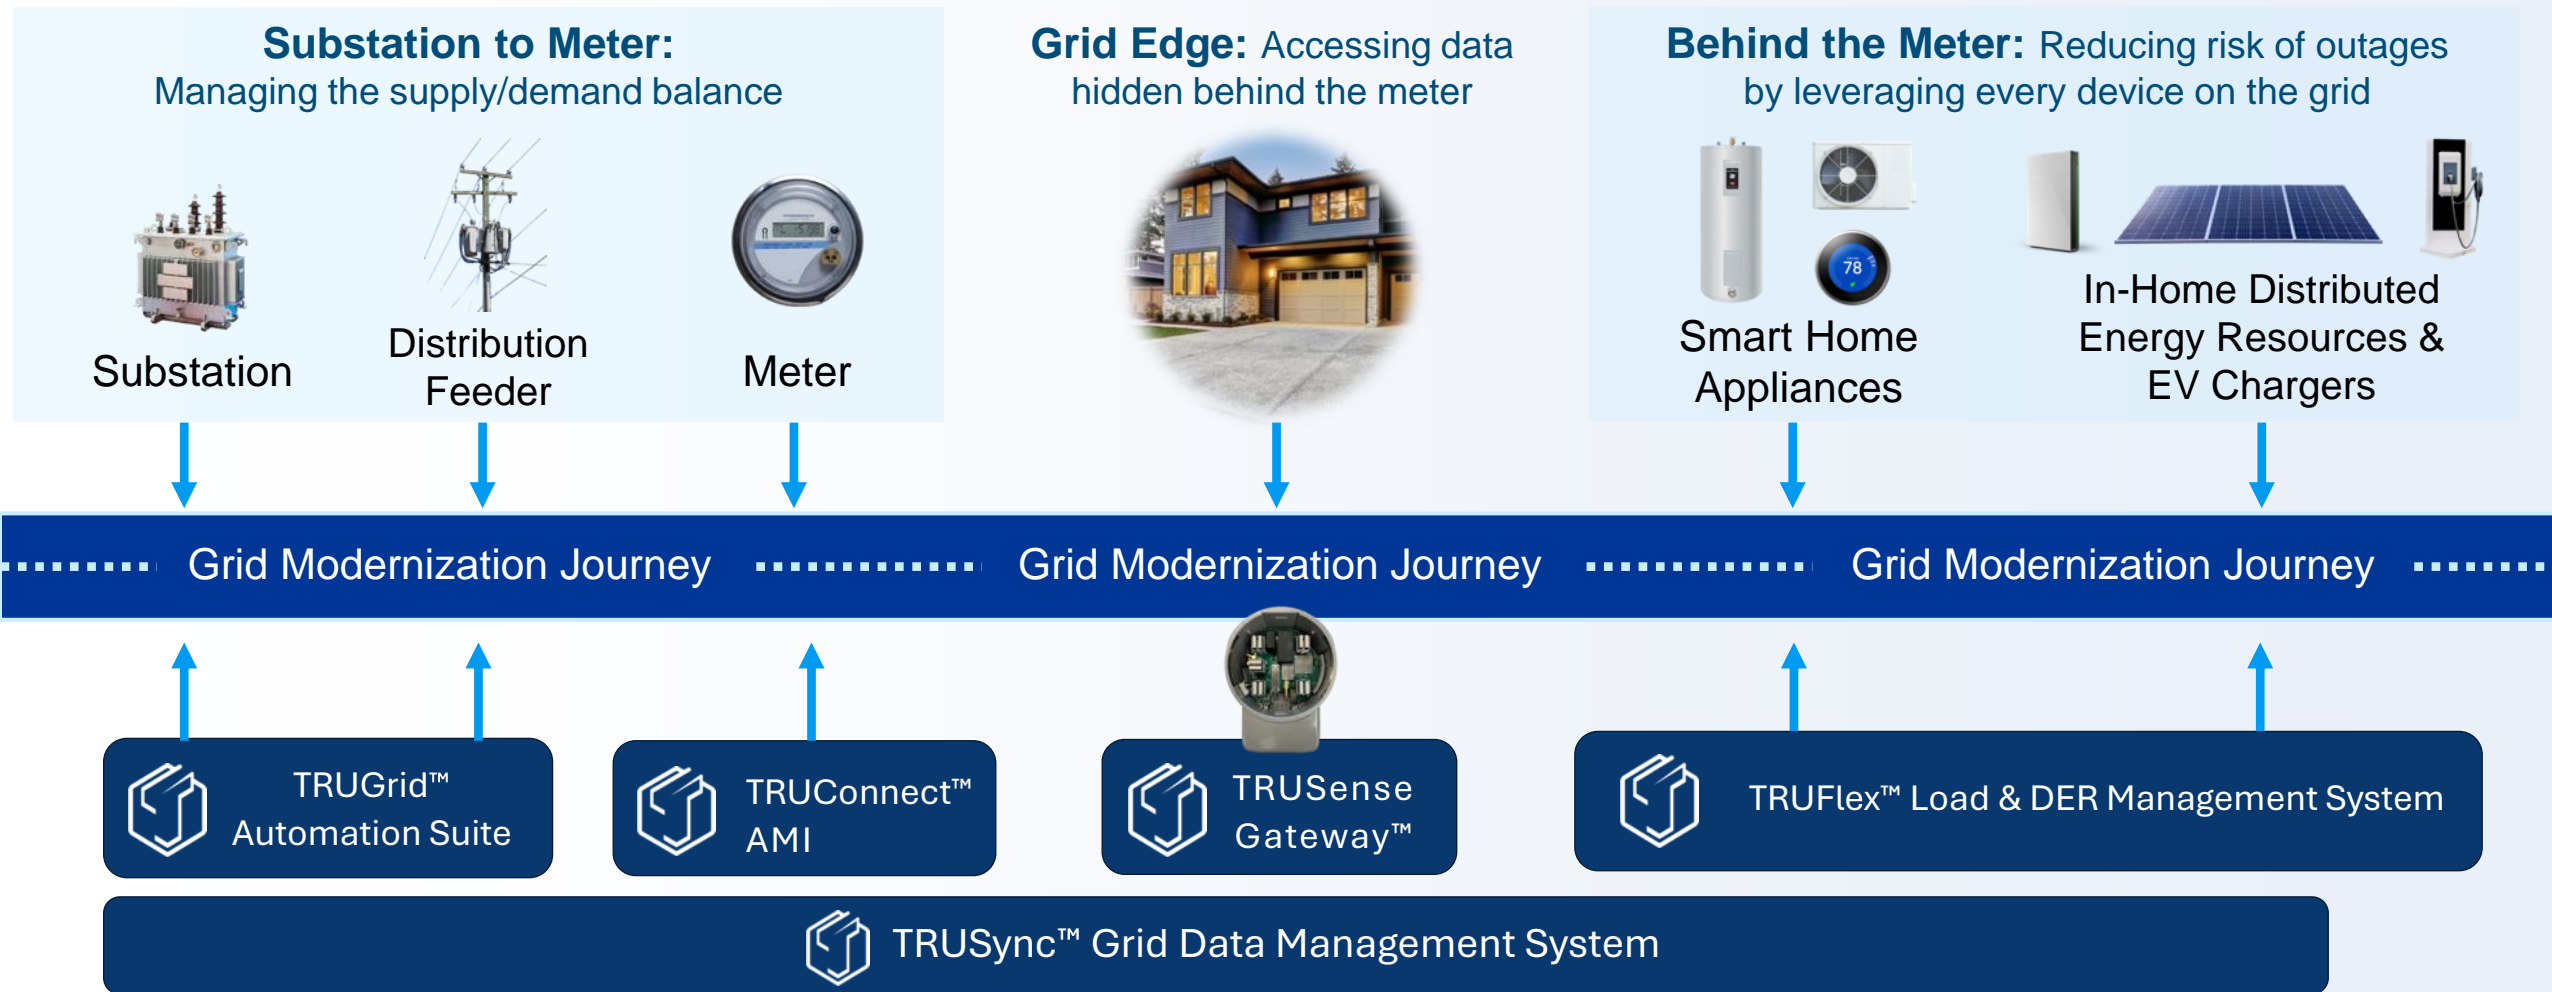 Substation to Meter:
Managing the supply/demand balance
Grid Edge: Accessing data
hidden behind the meter
Behind the Meter: Reducing risk of outages
by leveraging every device on the grid
Substation
Distribution
Feeder
Meter
78
Smart Home
Appliances
In-Home Distributed
Energy Resources &
EV Chargers
Grid Modernization Journey
Grid Modernization Journey
Grid Modernization Journey
TRUGrid™
Automation Suite
TRUConnect™
AMI
TRUSense
Gateway™
TRUFlex™ Load & DER Management System
TRUSync™ Grid Data Management System